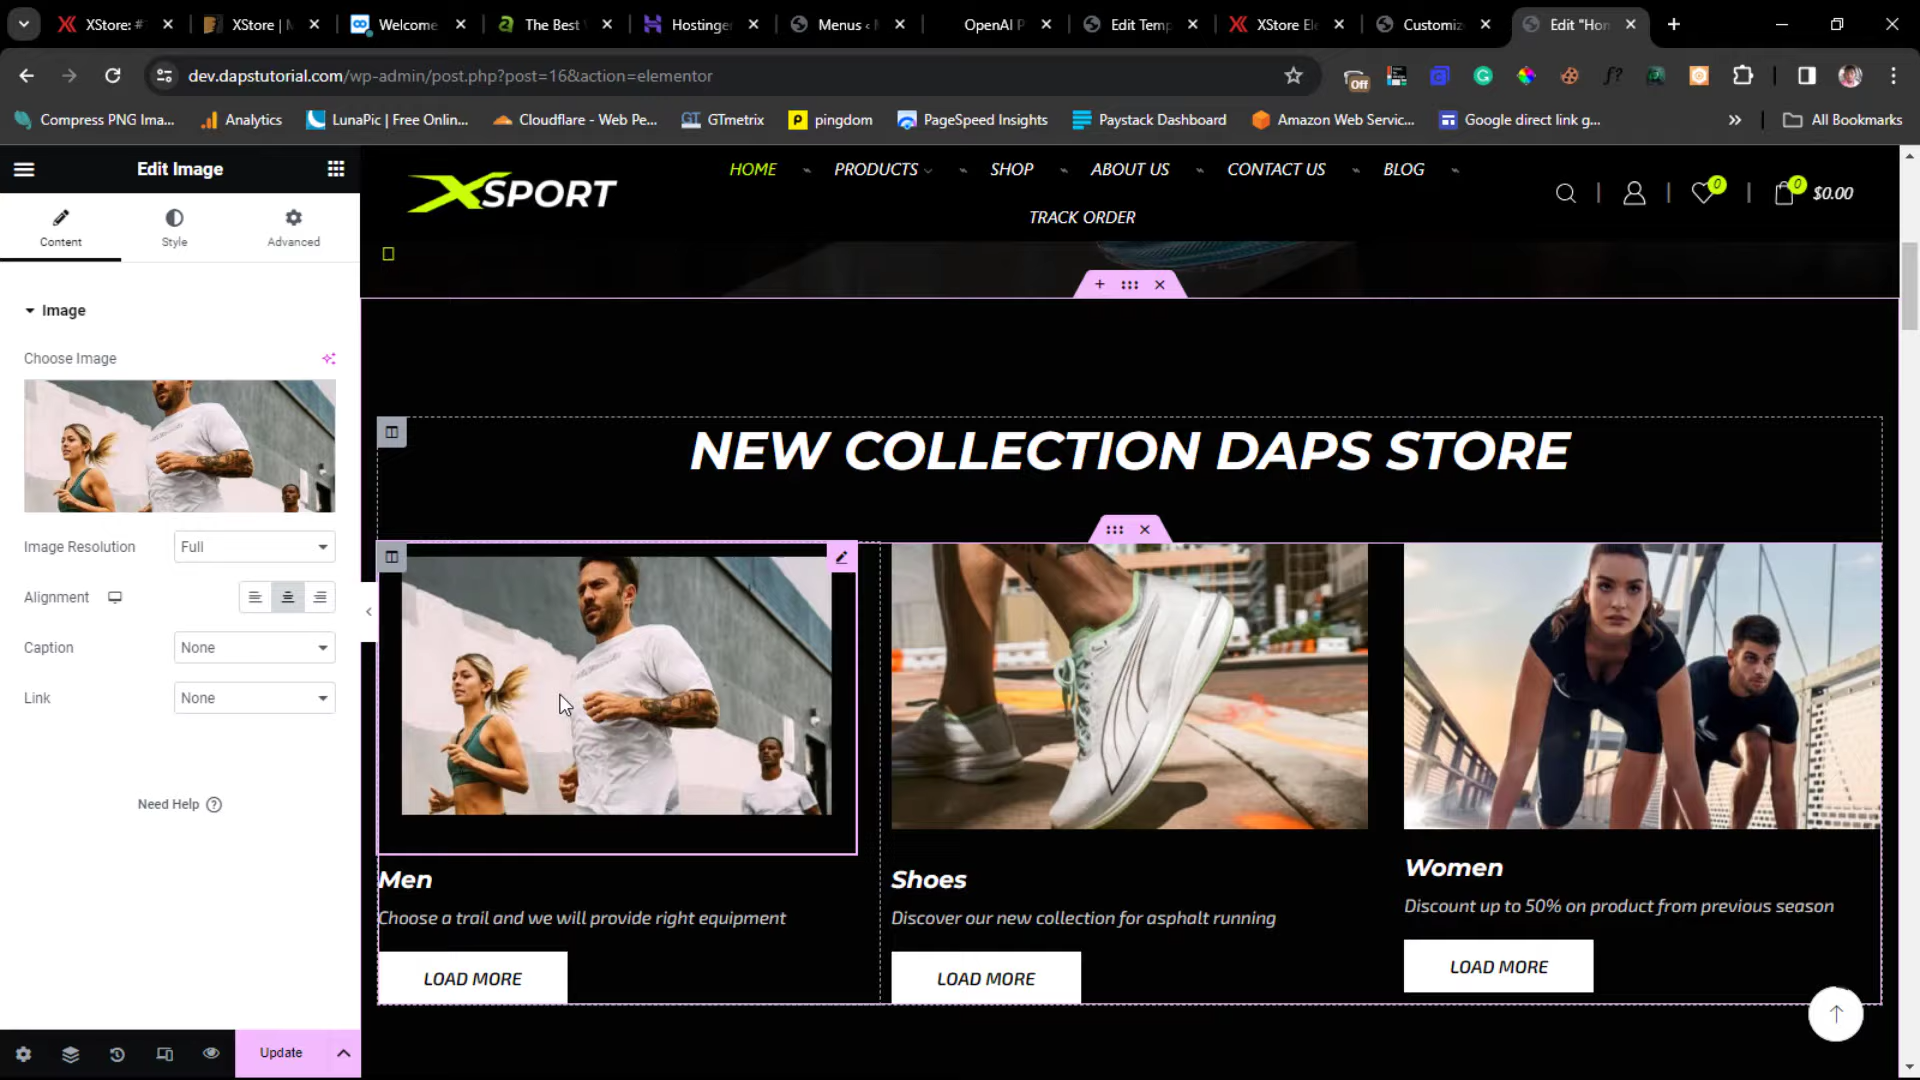 XStore: #
XStore | M
Welcome
The Best
Hostinger
Menus ‹
OpenAI P
Edit Temp
XStore Ele
Customiz
Edit "Hom
dev.dapstutorial.com/wp-admin/post.php?post=16&action=elementor
Off
f?
Compress PNG Ima...
Analytics
LunaPic | Free Onlin...
Cloudflare - Web Pe...
GT
GTmetrix
pingdom
PageSpeed Insights
Paystack Dashboard
Amazon Web Servic...
Google direct link g...
All Bookmarks
Edit Image
Content
Style
Advanced
Image
Choose Image
Image Resolution
Full
Alignment
Caption
None
Link
None
Need Help
Update
XSPORT
HOME
PRODUCTS
SHOP
ABOUT US
CONTACT US
BLOG
TRACK ORDER
0
0
$0.00
NEW COLLECTION DAPS STORE
Men
Choose a trail and we will provide right equipment
LOAD MORE
Shoes
Discover our new collection for asphalt running
LOAD MORE
Women
Discount up to 50% on product from previous season
LOAD MORE